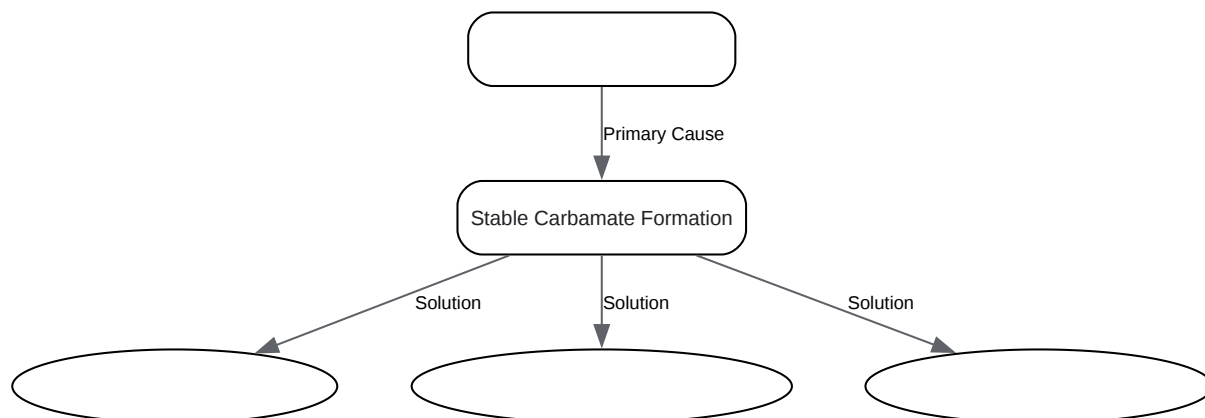 Primary Cause
Stable Carbamate Formation
Solution
Solution
Solution